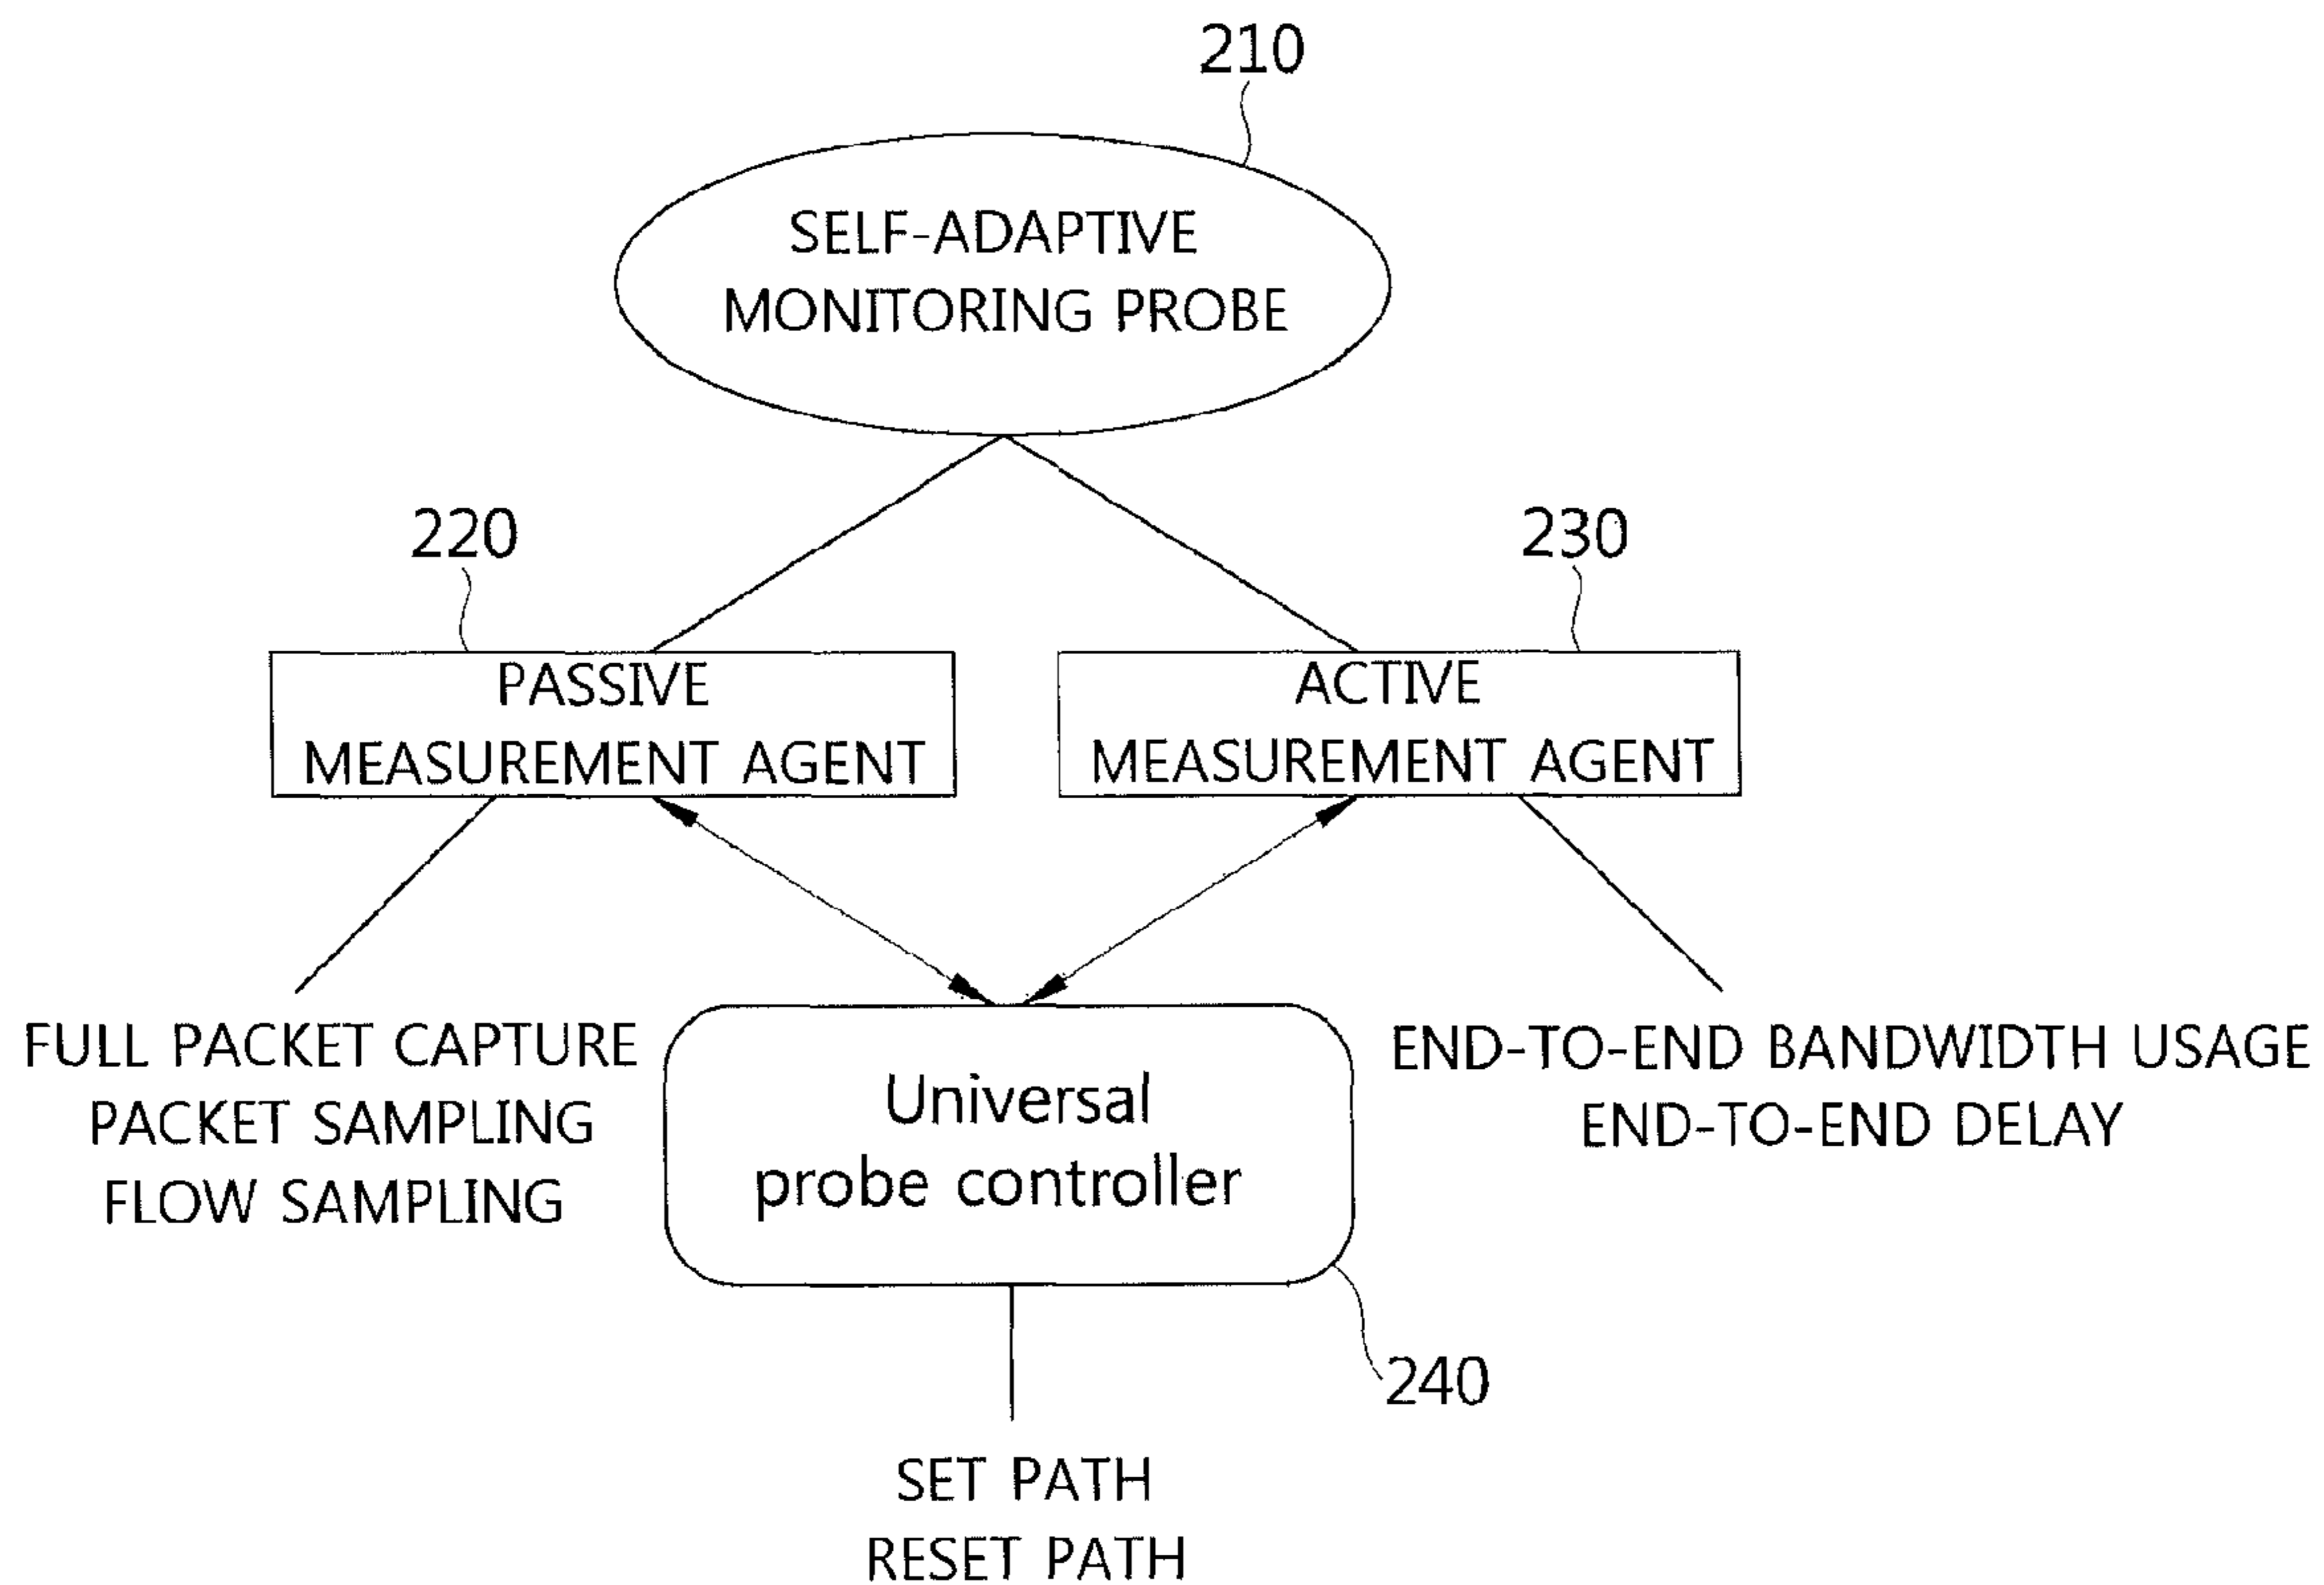 210
SELF-ADAPTIVE
MONITORING PROBE
220
230
PASSIVE
MEASUREMENT AGENT
ACTIVE
MEASUREMENT AGENT
FULL PACKET CAPTURE
PACKET SAMPLING
FLOW SAMPLING
Universal
probe controller
END-TO-END BANDWIDTH USAGE
END-TO-END DELAY
240
SET PATH
RESET PATH